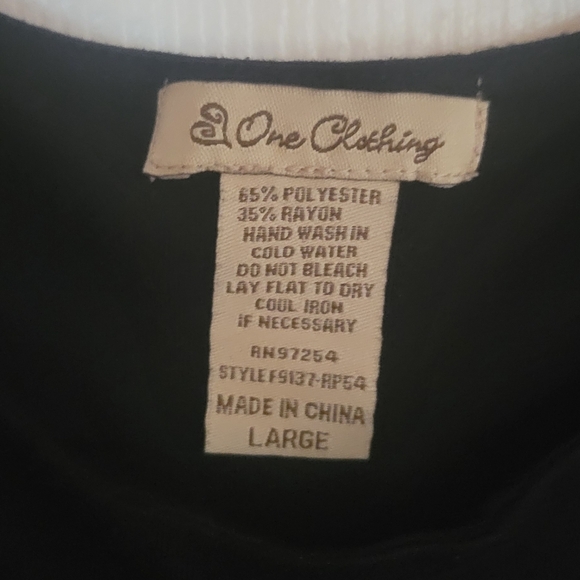 One Clothing
65% POLYESTER
35% RAYON
HAND WASH IN
COLD WATER
DO NOT BLEACH
LAY FLAT TO DRY
COOL IRON
IF NECESSARY
RN97254
STYLE F9137-RP54
MADE IN CHINA
LARGE